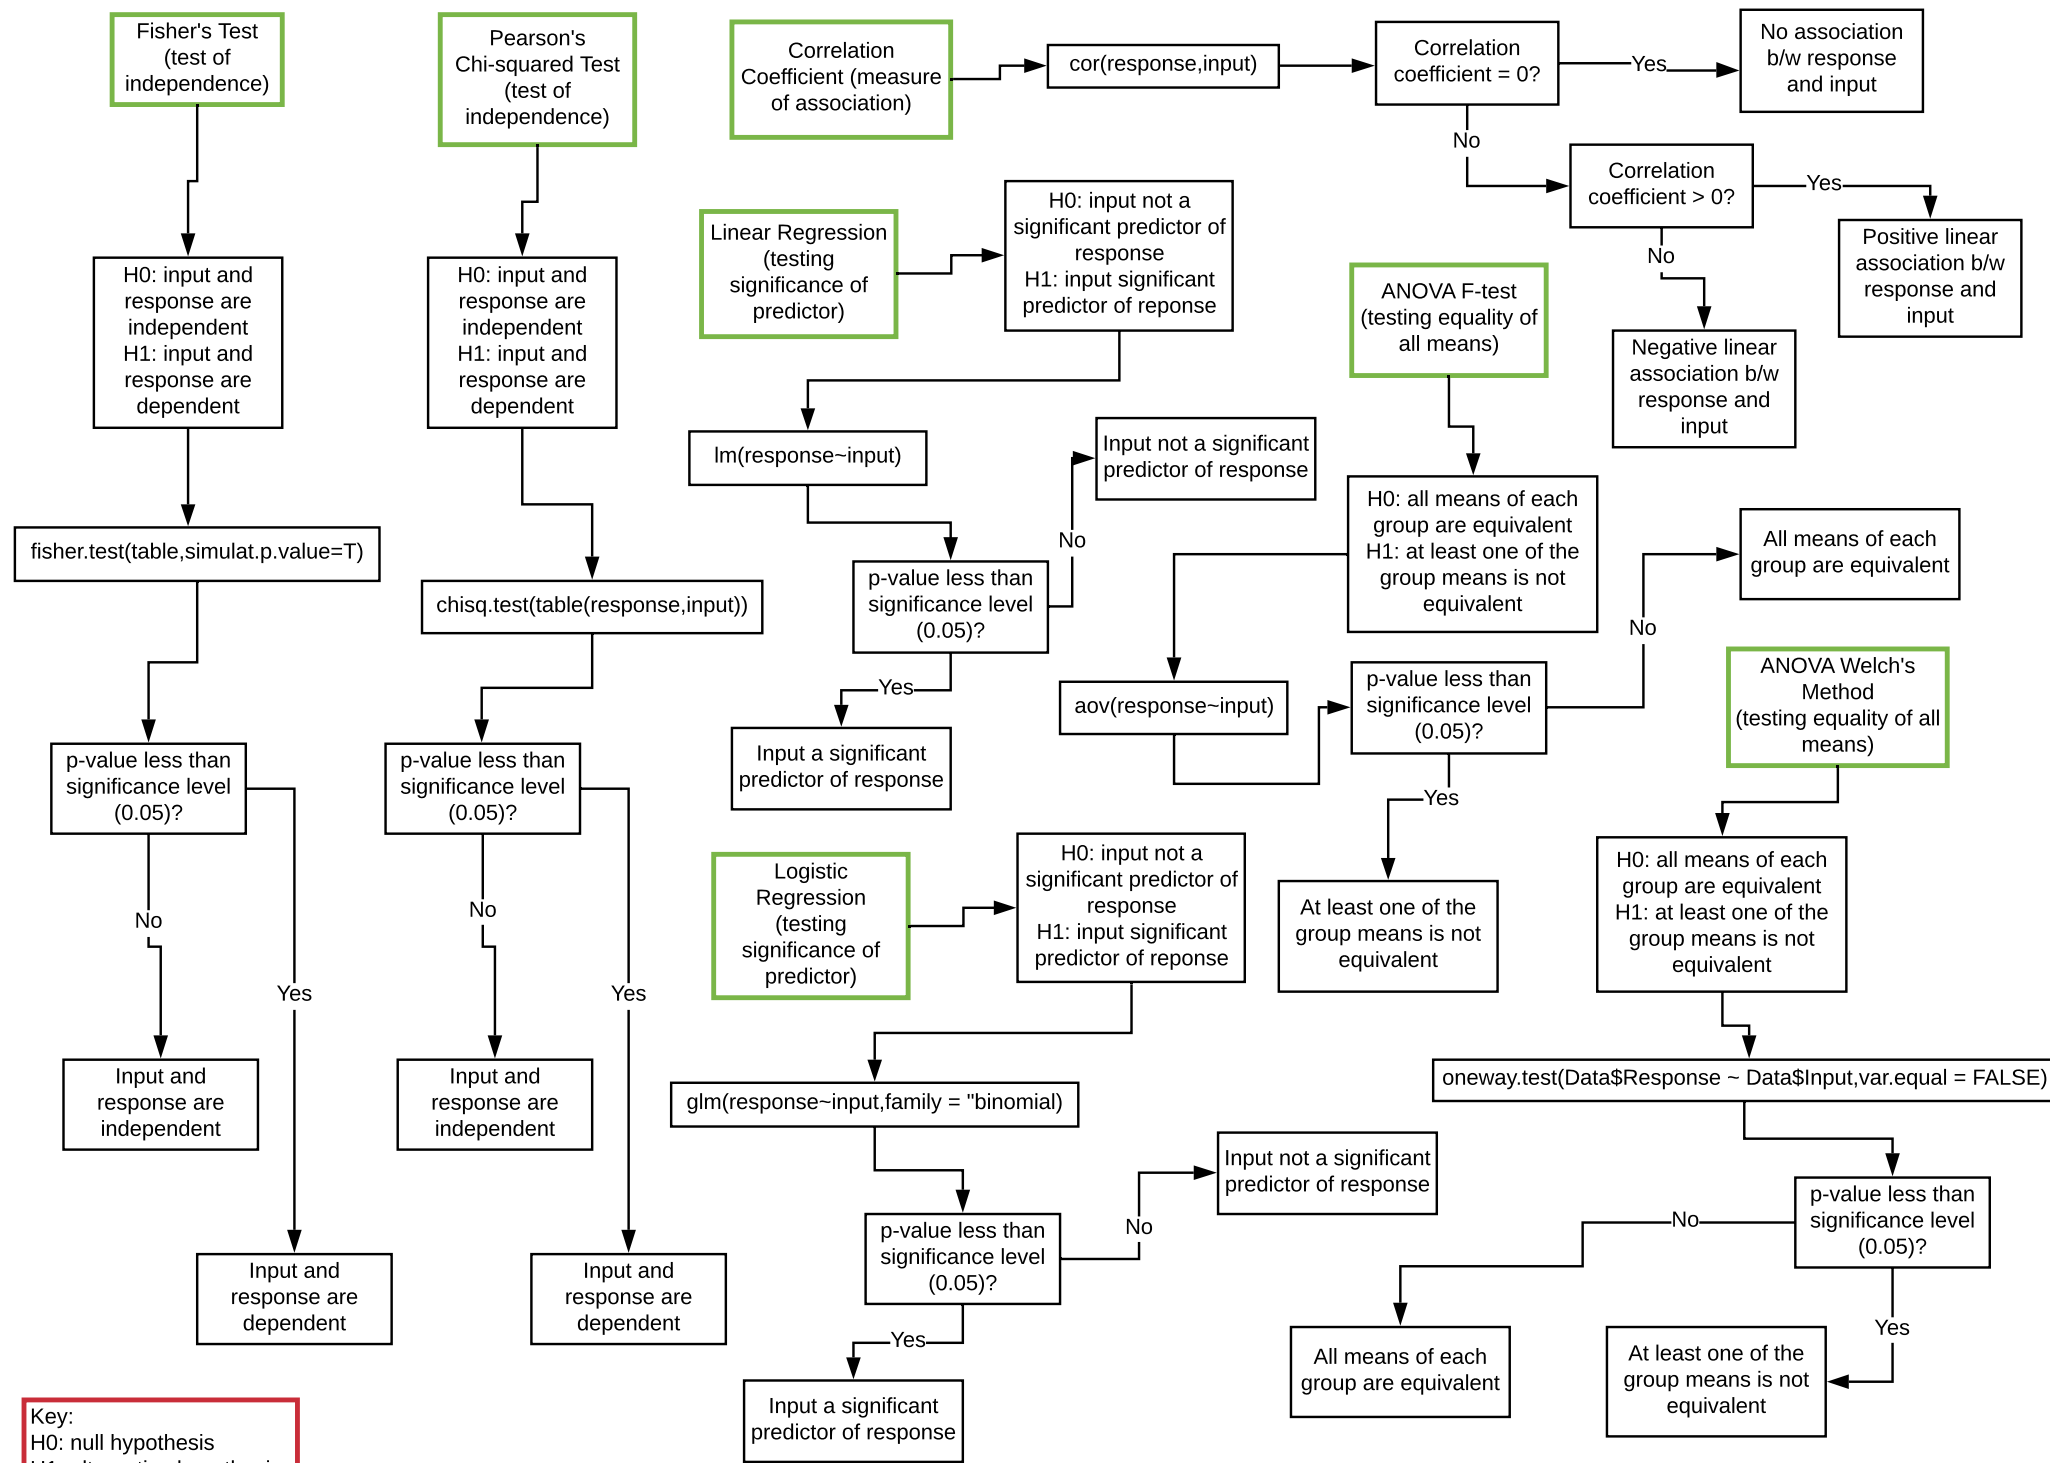 Fisher's Test
(test of
independence)
H0: input and
response are
independent
H1: input and
response are
dependent
fisher.test(table,simulat.p.value=T)
p-value less than
significance level
(0.05)?
No
Yes
Input and
response are
independent
Input and
response are
dependent
Key:
H0: null hypothesis
Pearson's
Chi-squared Test
(test of
independence)
H0: input and
response are
independent
H1: input and
response are
dependent
chisq.test(table(response,input))
p-value less than
significance level
(0.05)?
No
Yes
Input and
response are
independent
Input and
response are
dependent
Correlation
Coefficient (measure
of association)
cor(response,input)
Correlation
coefficient = 0?
Yes
No association
b/w response
and input
No
Correlation
coefficient > 0?
Yes
Positive linear
association b/w
response and
input
No
Negative linear
association b/w
response and
input
Linear Regression
(testing
significance of
predictor)
H0: input not a
significant predictor of
response
H1: input significant
predictor of reponse
lm(response~input)
p-value less than
significance level
(0.05)?
No
Input not a significant
predictor of response
Yes
Input a significant
predictor of response
ANOVA F-test
(testing equality of
all means)
H0: all means of each
group are equivalent
H1: at least one of the
group means is not
equivalent
aov(response~input)
p-value less than
significance level
(0.05)?
No
All means of each
group are equivalent
Yes
At least one of the
group means is not
equivalent
Logistic
Regression
(testing
significance of
predictor)
H0: input not a
significant predictor of
response
H1: input significant
predictor of reponse
glm(response~input,family = "binomial)
p-value less than
significance level
(0.05)?
No
Input not a significant
predictor of response
Yes
Input a significant
predictor of response
ANOVA Welch's
Method
(testing equality of all
means)
H0: all means of each
group are equivalent
H1: at least one of the
group means is not
equivalent
oneway.test(Data$Response ~ Data$Input,var.equal = FALSE)
p-value less than
significance level
(0.05)?
No
All means of each
group are equivalent
Yes
At least one of the
group means is not
equivalent